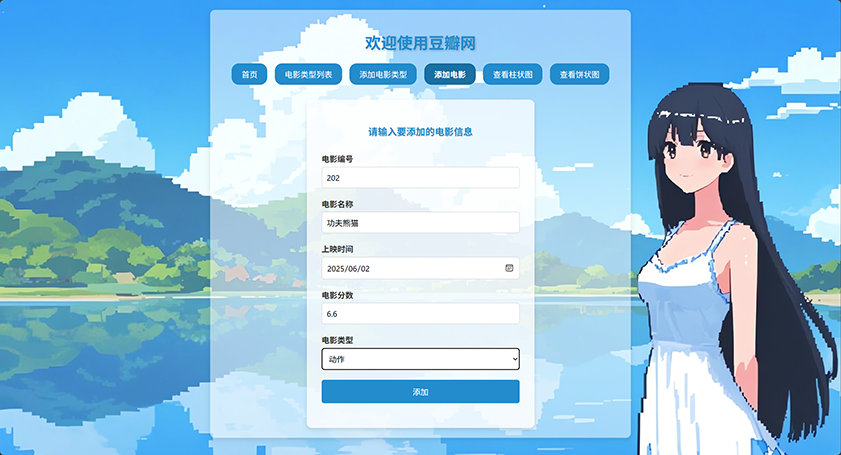 欢迎使用豆瓣网
首页 电影类型列表 添加电影类型 添加电影 查看柱状图 查看饼状图
请输入要添加的电影信息
电影编号
202
电影名称
功夫熊猫
上映时间
2025/06/02
电影分数
6.6
电影类型
动作
添加